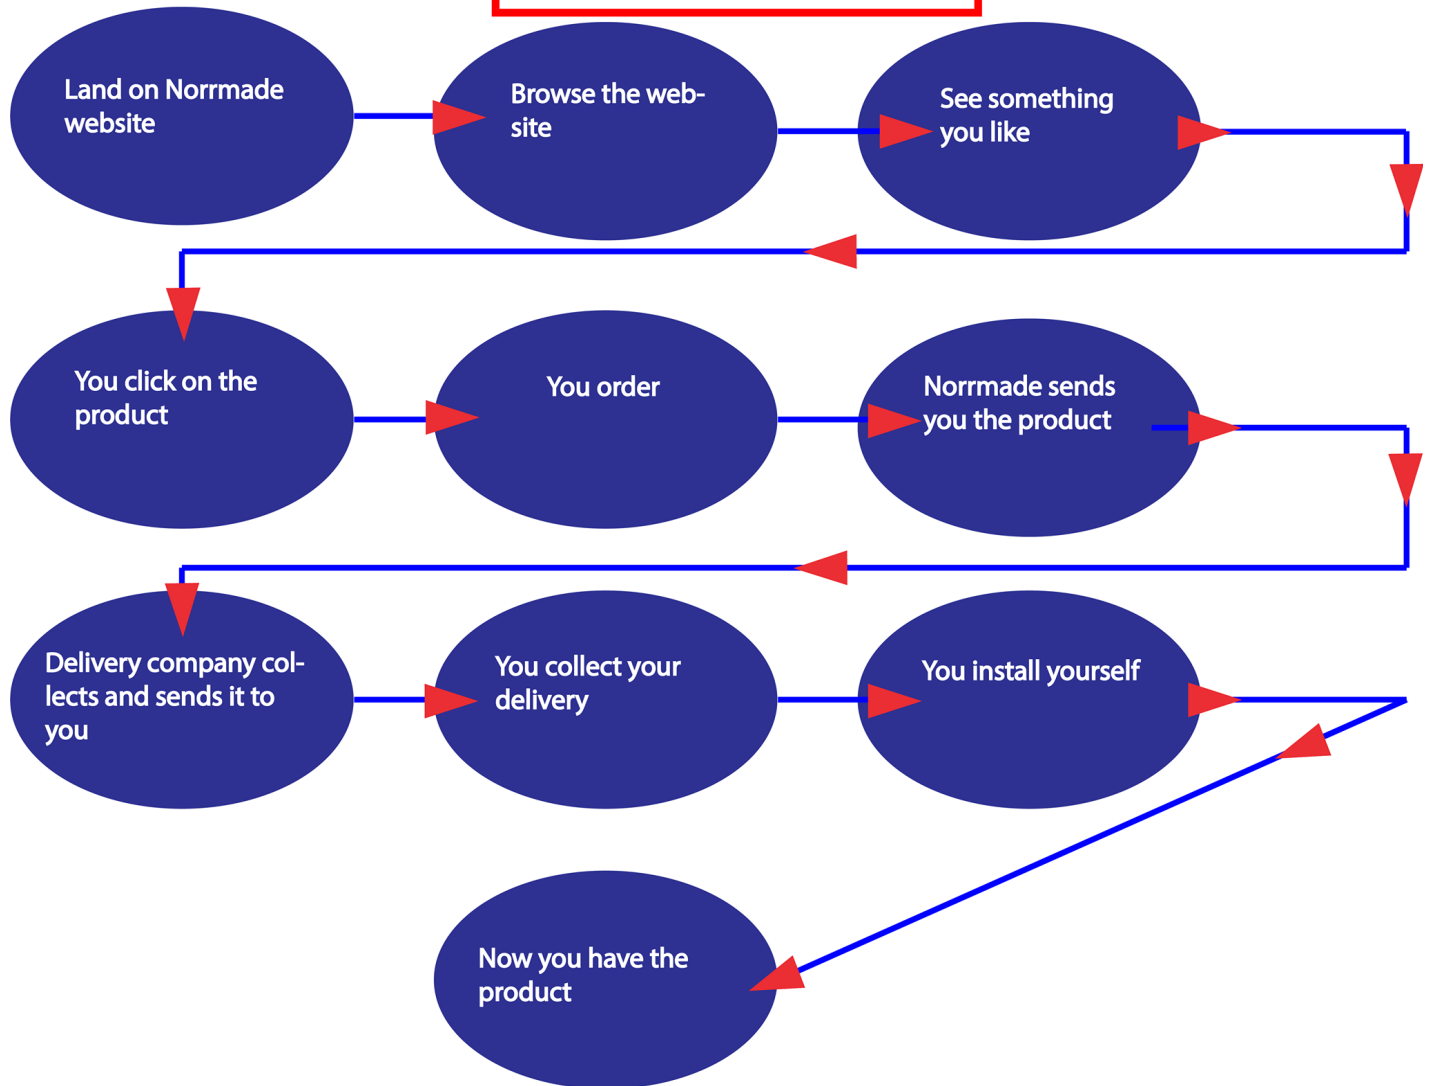 Land on Norrmade
website
Browse the web-
site
See something
you like
You click on the
product
You order
Norrmade sends
you the product
Delivery company col-
lects and sends it to
you
You collect your
delivery
You install yourself
Now you have the
product